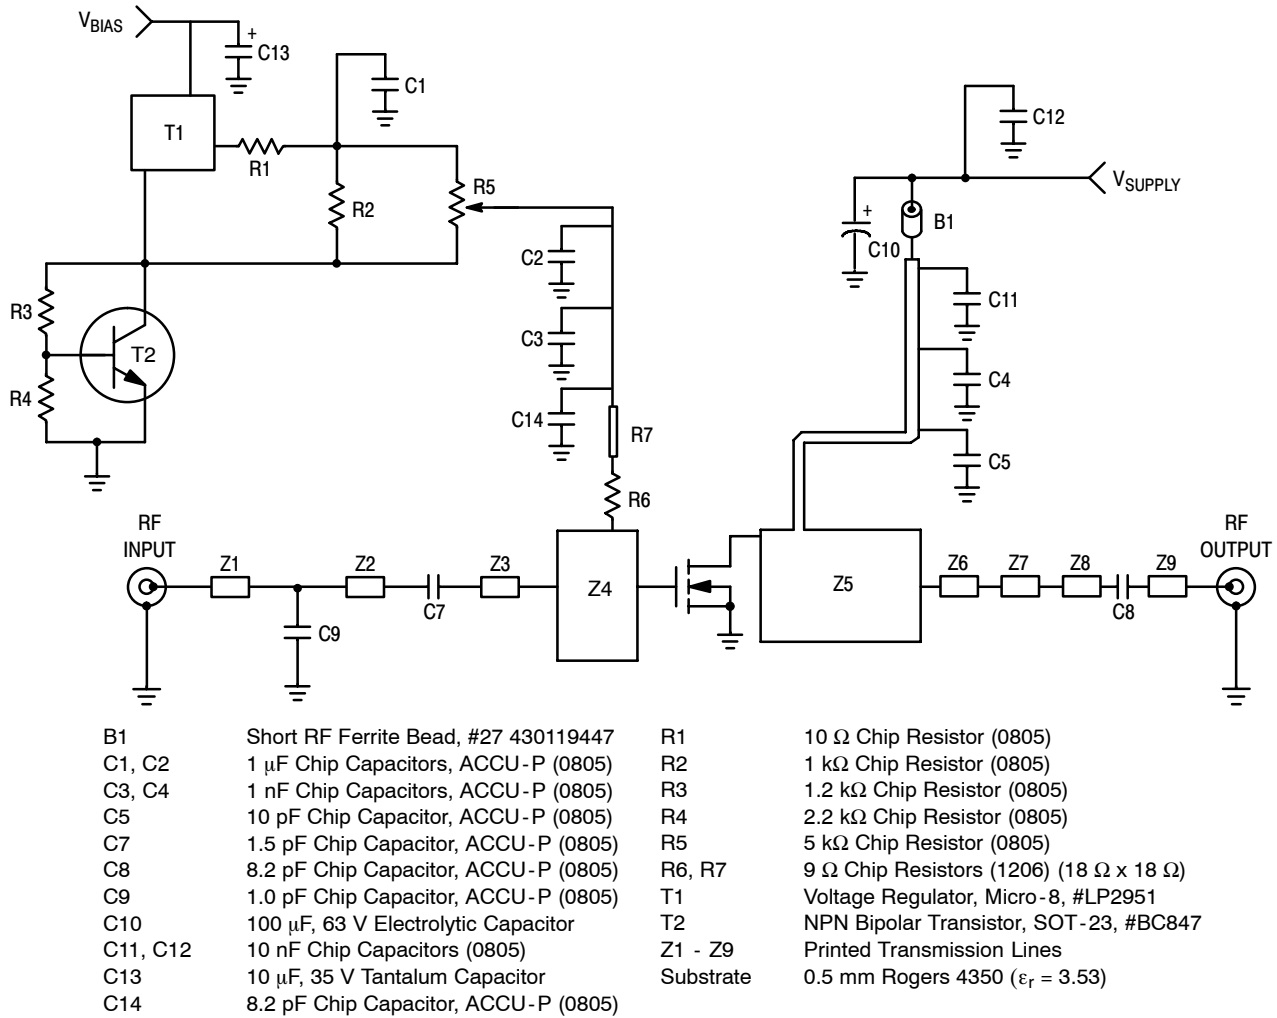 VBIAS
+
C13
C1
T1
R1
R2
R5
C12
VSUPPLY
+
B1
C10
C2
C11
R3
T2
C3
C4
R4
C14
R7
C5
R6
RF
INPUT
RF
OUTPUT
Z1
Z2
Z3
Z4
Z5
Z6
Z7
Z8
Z9
C7
C8
C9
B1 Short RF Ferrite Bead, #27 430119447
C1, C2 1 μF Chip Capacitors, ACCU-P (0805)
C3, C4 1 nF Chip Capacitors, ACCU-P (0805)
C5 10 pF Chip Capacitor, ACCU-P (0805)
C7 1.5 pF Chip Capacitor, ACCU-P (0805)
C8 8.2 pF Chip Capacitor, ACCU-P (0805)
C9 1.0 pF Chip Capacitor, ACCU-P (0805)
C10 100 μF, 63 V Electrolytic Capacitor
C11, C12 10 nF Chip Capacitors (0805)
C13 10 μF, 35 V Tantalum Capacitor
C14 8.2 pF Chip Capacitor, ACCU-P (0805)
R1 10 Ω Chip Resistor (0805)
R2 1 kΩ Chip Resistor (0805)
R3 1.2 kΩ Chip Resistor (0805)
R4 2.2 kΩ Chip Resistor (0805)
R5 5 kΩ Chip Resistor (0805)
R6, R7 9 Ω Chip Resistors (1206) (18 Ω x 18 Ω)
T1 Voltage Regulator, Micro-8, #LP2951
T2 NPN Bipolar Transistor, SOT-23, #BC847
Z1 - Z9 Printed Transmission Lines
Substrate 0.5 mm Rogers 4350 (εr = 3.53)